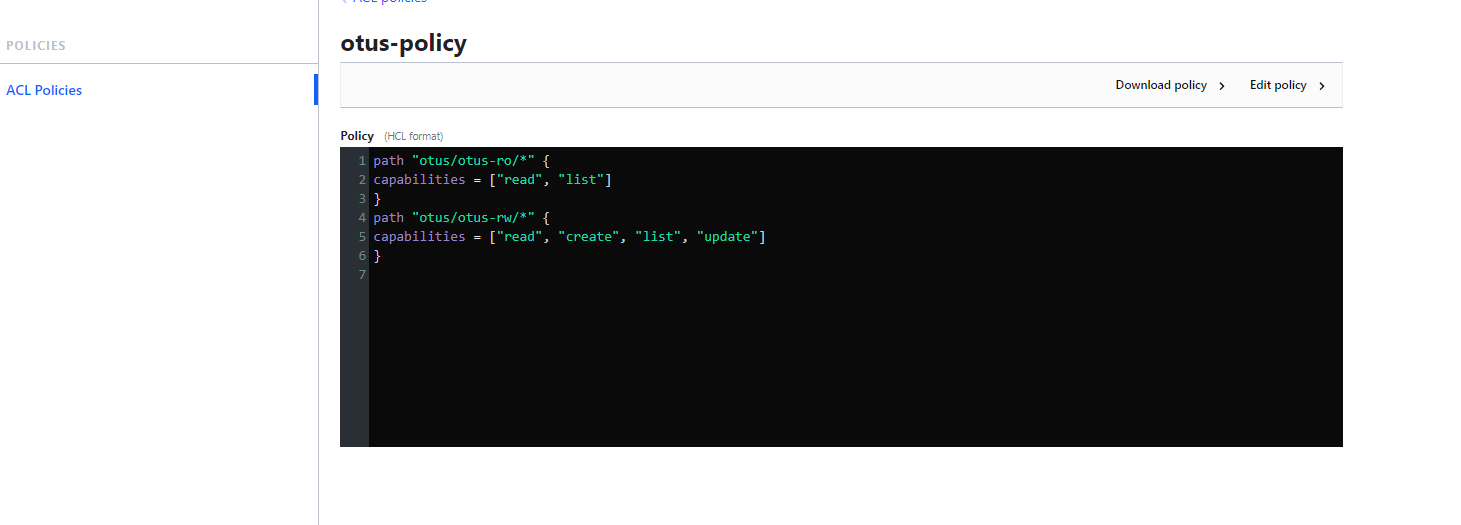 ACL policies
POLICIES
ACL Policies
otus-policy
Download policy
Edit policy
Policy (HCL format)
1 path "otus/otus-ro/*" {
2 capabilities = ["read", "list"]
3 }
4 path "otus/otus-rw/*" {
5 capabilities = ["read", "create", "list", "update"]
6 }
7